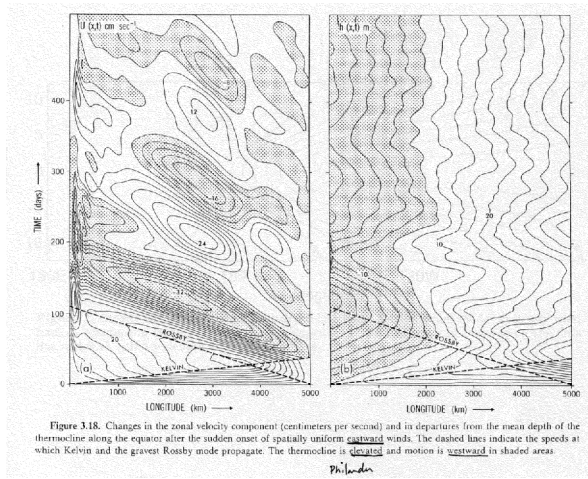 U (x,t) cm sec⁻¹
h (x,t) m
400
300
200
100
0
TIME (days) →
12
16
24
20
ROSSBY
KELVIN
(a)
1000 2000 3000 4000 5000
LONGITUDE (km) →
20
10
10
ROSSBY
KELVIN
(b)
0 1000 2000 3000 4000 5000
LONGITUDE (km) →
Figure 3.18. Changes in the zonal velocity component (centimeters per second) and in departures from the mean depth of the
thermocline along the equator after the sudden onset of spatially uniform eastward winds. The dashed lines indicate the speeds at
which Kelvin and the gravest Rossby mode propagate. The thermocline is elevated and motion is westward in shaded areas.
Philander